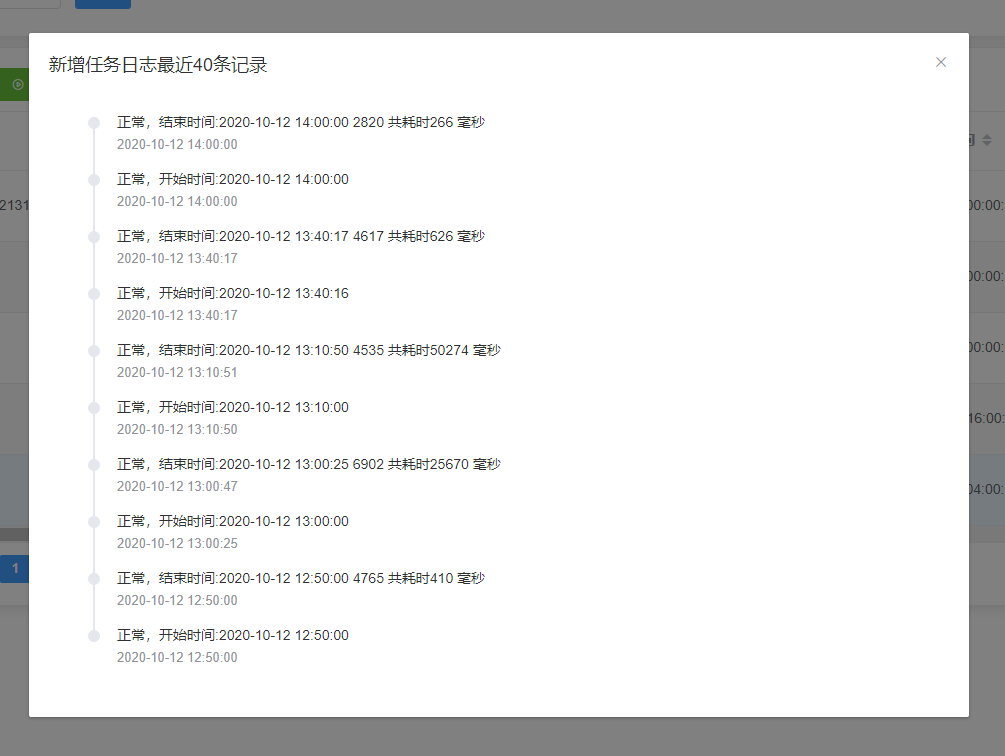 新增任务日志最近40条记录
正常，结束时间:2020-10-12 14:00:00 2820 共耗时266 毫秒
2020-10-12 14:00:00
正常，开始时间:2020-10-12 14:00:00
2020-10-12 14:00:00
正常，结束时间:2020-10-12 13:40:17 4617 共耗时626 毫秒
2020-10-12 13:40:17
正常，开始时间:2020-10-12 13:40:16
2020-10-12 13:40:17
正常，结束时间:2020-10-12 13:10:50 4535 共耗时50274 毫秒
2020-10-12 13:10:51
正常，开始时间:2020-10-12 13:10:00
2020-10-12 13:10:50
正常，结束时间:2020-10-12 13:00:25 6902 共耗时25670 毫秒
2020-10-12 13:00:47
正常，开始时间:2020-10-12 13:00:00
2020-10-12 13:00:25
正常，结束时间:2020-10-12 12:50:00 4765 共耗时410 毫秒
2020-10-12 12:50:00
正常，开始时间:2020-10-12 12:50:00
2020-10-12 12:50:00
2131
00:00:
00:00:
00:00:
16:00:
04:00:
1